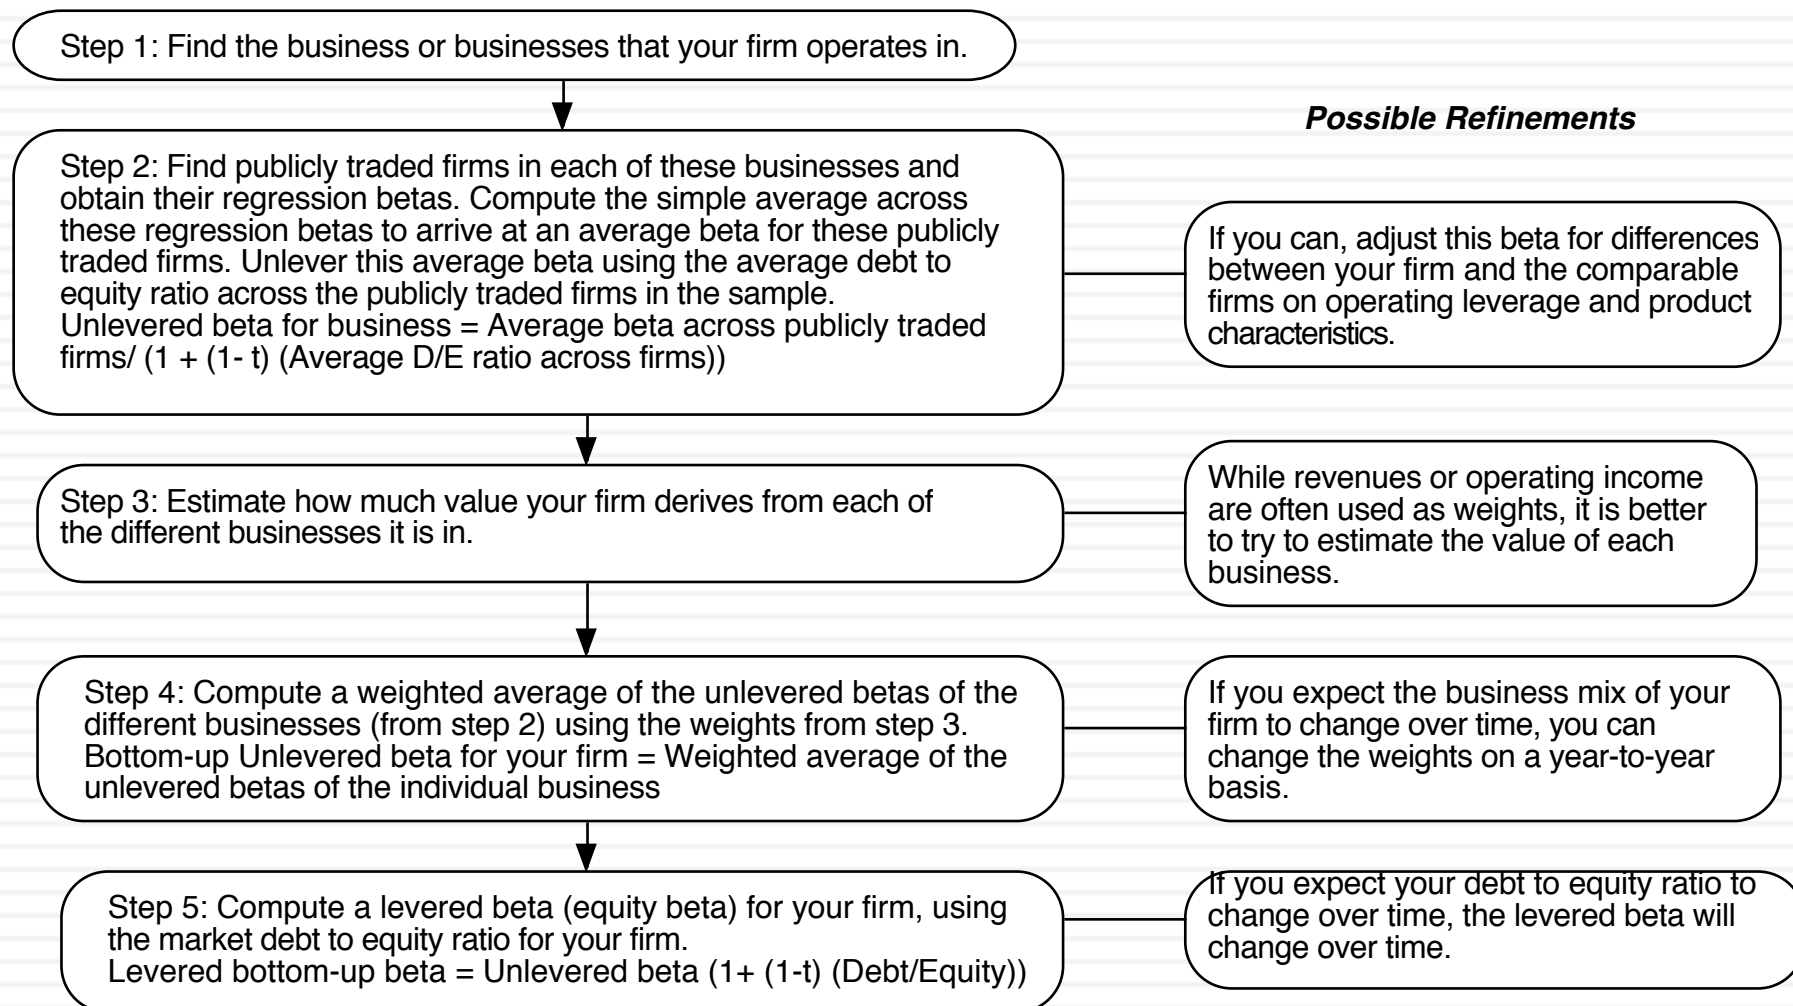 Step 1: Find the business or businesses that your firm operates in.
Possible Refinements
Step 2: Find publicly traded firms in each of these businesses and
obtain their regression betas. Compute the simple average across
these regression betas to arrive at an average beta for these publicly
traded firms. Unlever this average beta using the average debt to
equity ratio across the publicly traded firms in the sample.
Unlevered beta for business = Average beta across publicly traded
firms/ (1 + (1- t) (Average D/E ratio across firms))
If you can, adjust this beta for differences
between your firm and the comparable
firms on operating leverage and product
characteristics.
Step 3: Estimate how much value your firm derives from each of
the different businesses it is in.
While revenues or operating income
are often used as weights, it is better
to try to estimate the value of each
business.
Step 4: Compute a weighted average of the unlevered betas of the
different businesses (from step 2) using the weights from step 3.
Bottom-up Unlevered beta for your firm = Weighted average of the
unlevered betas of the individual business
If you expect the business mix of your
firm to change over time, you can
change the weights on a year-to-year
basis.
Step 5: Compute a levered beta (equity beta) for your firm, using
the market debt to equity ratio for your firm.
Levered bottom-up beta = Unlevered beta (1+ (1-t) (Debt/Equity))
If you expect your debt to equity ratio to
change over time, the levered beta will
change over time.